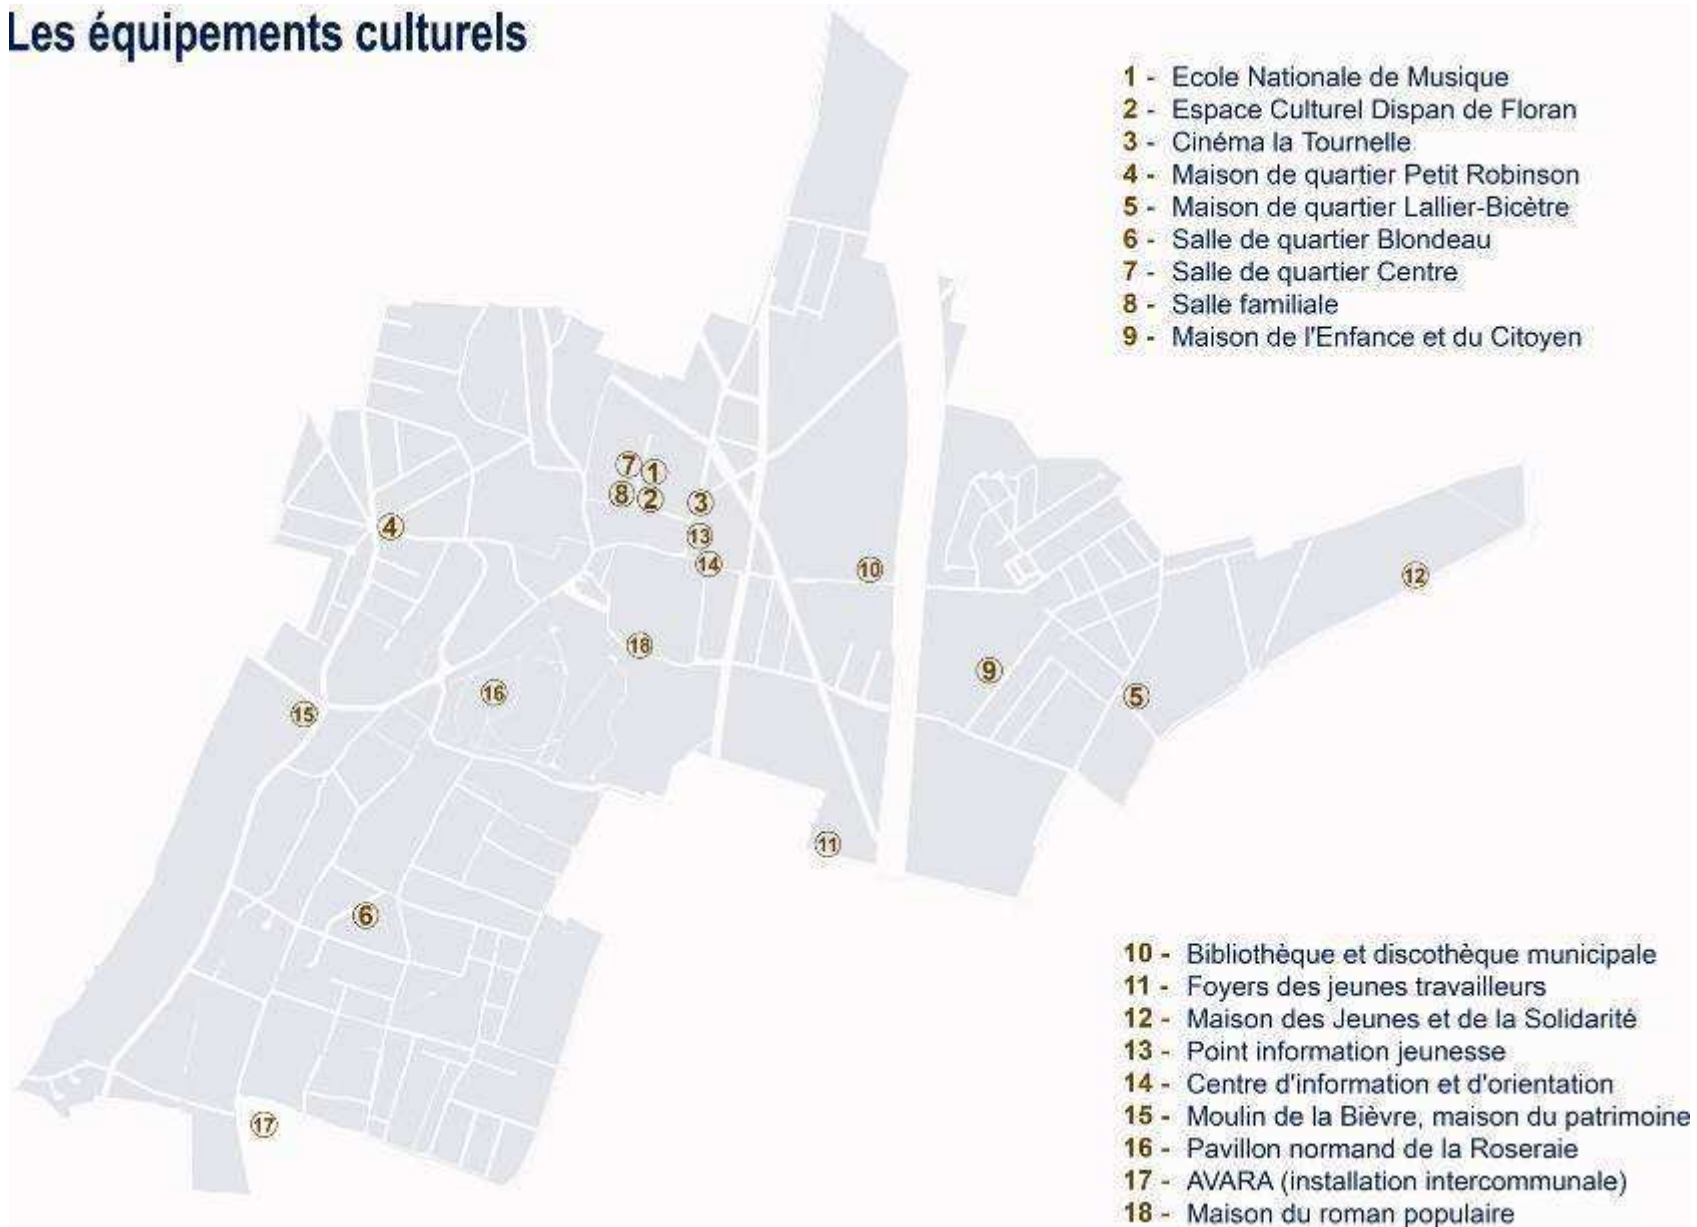 Les équipements culturels
1 - Ecole Nationale de Musique
2 - Espace Culturel Dispan de Floran
3 - Cinéma la Tournelle
4 - Maison de quartier Petit Robinson
5 - Maison de quartier Lallier-Bicètre
6 - Salle de quartier Blondeau
7 - Salle de quartier Centre
8 - Salle familiale
9 - Maison de l'Enfance et du Citoyen
7
1
8
2
3
4
13
14
10
12
18
9
16
5
15
11
6
17
10 - Bibliothèque et discothèque municipale
11 - Foyers des jeunes travailleurs
12 - Maison des Jeunes et de la Solidarité
13 - Point information jeunesse
14 - Centre d'information et d'orientation
15 - Moulin de la Bièvre, maison du patrimoine
16 - Pavillon normand de la Roseraie
17 - AVARA (installation intercommunale)
18 - Maison du roman populaire